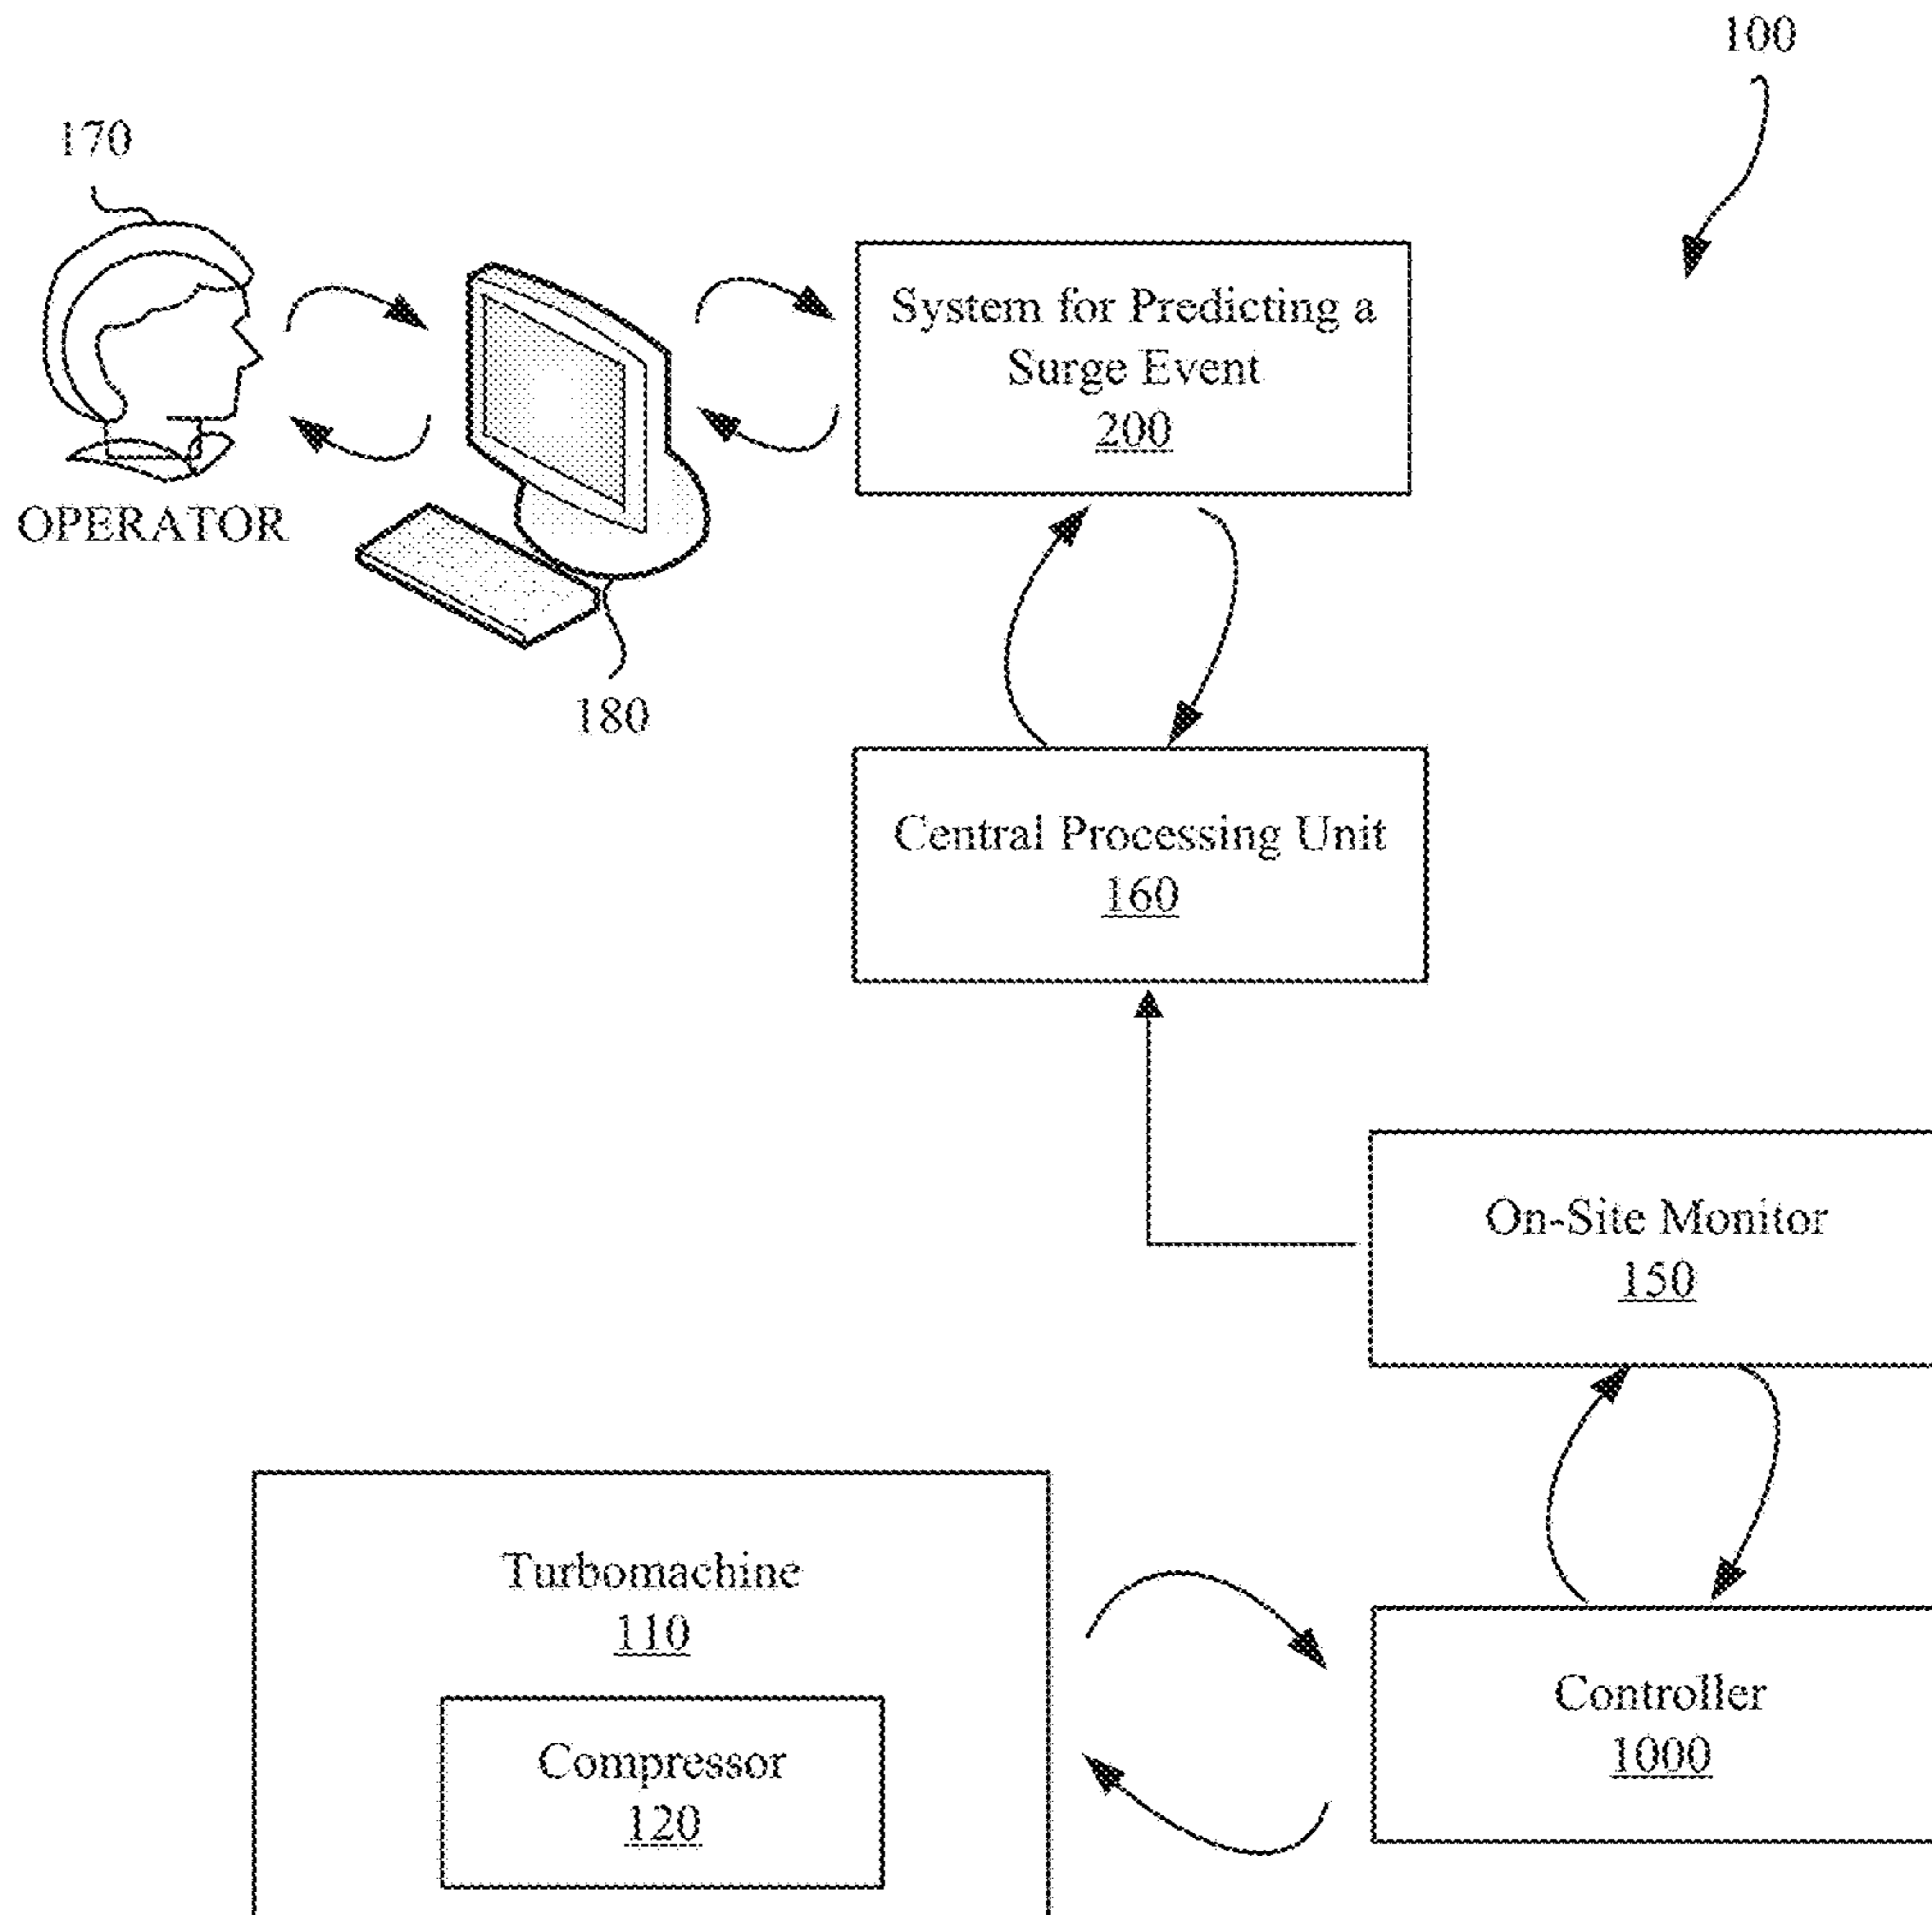 100
170
System for Predicting a
Surge Event
200
OPERATOR
180
Central Processing Unit
160
On-Site Monitor
150
Turbomachine
110
Controller
1000
Compressor
120